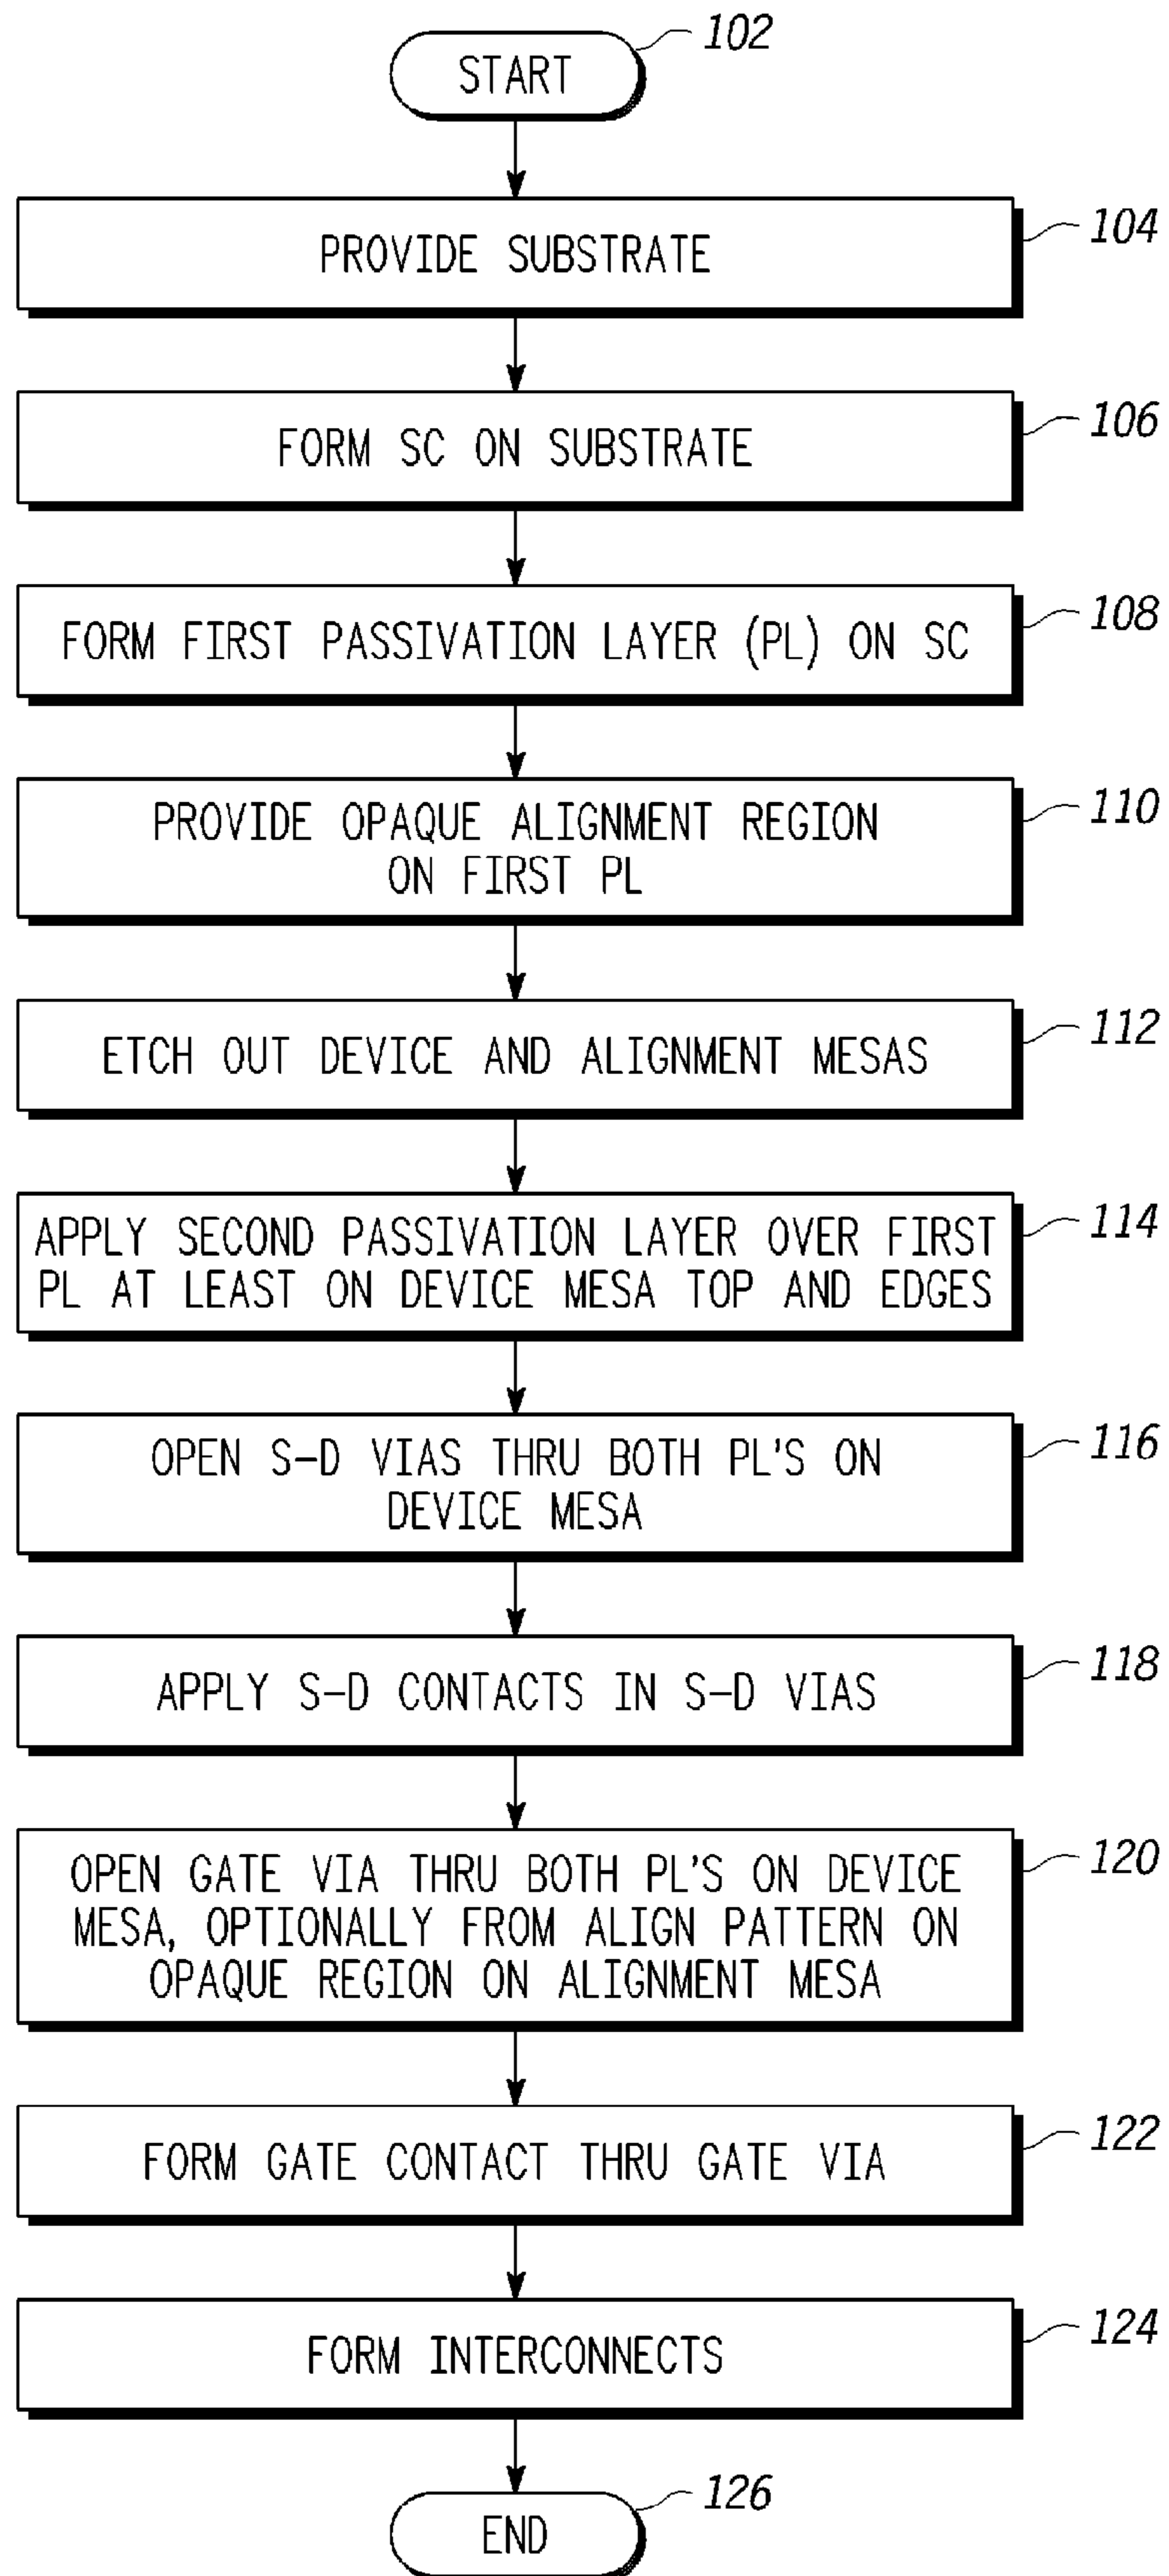 START
102
PROVIDE SUBSTRATE
104
FORM SC ON SUBSTRATE
106
FORM FIRST PASSIVATION LAYER (PL) ON SC
108
PROVIDE OPAQUE ALIGNMENT REGION
ON FIRST PL
110
ETCH OUT DEVICE AND ALIGNMENT MESAS
112
APPLY SECOND PASSIVATION LAYER OVER FIRST
PL AT LEAST ON DEVICE MESA TOP AND EDGES
114
OPEN S-D VIAS THRU BOTH PL'S ON
DEVICE MESA
116
APPLY S-D CONTACTS IN S-D VIAS
118
OPEN GATE VIA THRU BOTH PL'S ON DEVICE
MESA, OPTIONALLY FROM ALIGN PATTERN ON
OPAQUE REGION ON ALIGNMENT MESA
120
FORM GATE CONTACT THRU GATE VIA
122
FORM INTERCONNECTS
124
END
126